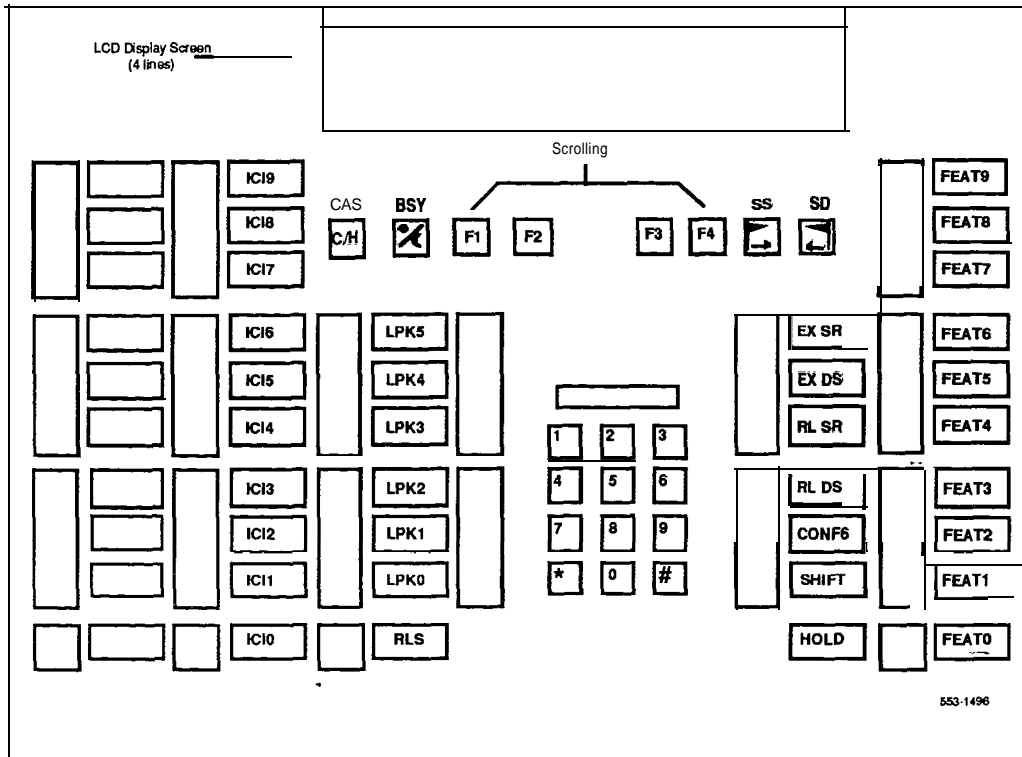 LCD Display Screen
(4 lines)
Scrolling
ICI9
FEAT9
CAS
BSY
SS
SD
ICI8
C/H
F1
F2
F3
F4
FEAT8
ICI7
FEAT7
ICI6
LPK5
EX SR
FEAT6
ICI5
LPK4
EX DS
FEAT5
ICI4
LPK3
1
2
3
RL SR
FEAT4
ICI3
LPK2
4
5
6
RL DS
FEAT3
ICI2
LPK1
7
8
9
CONF6
FEAT2
ICI1
LPK0
*
0
#
SHIFT
FEAT1
ICI0
RLS
HOLD
FEAT0
553-1496